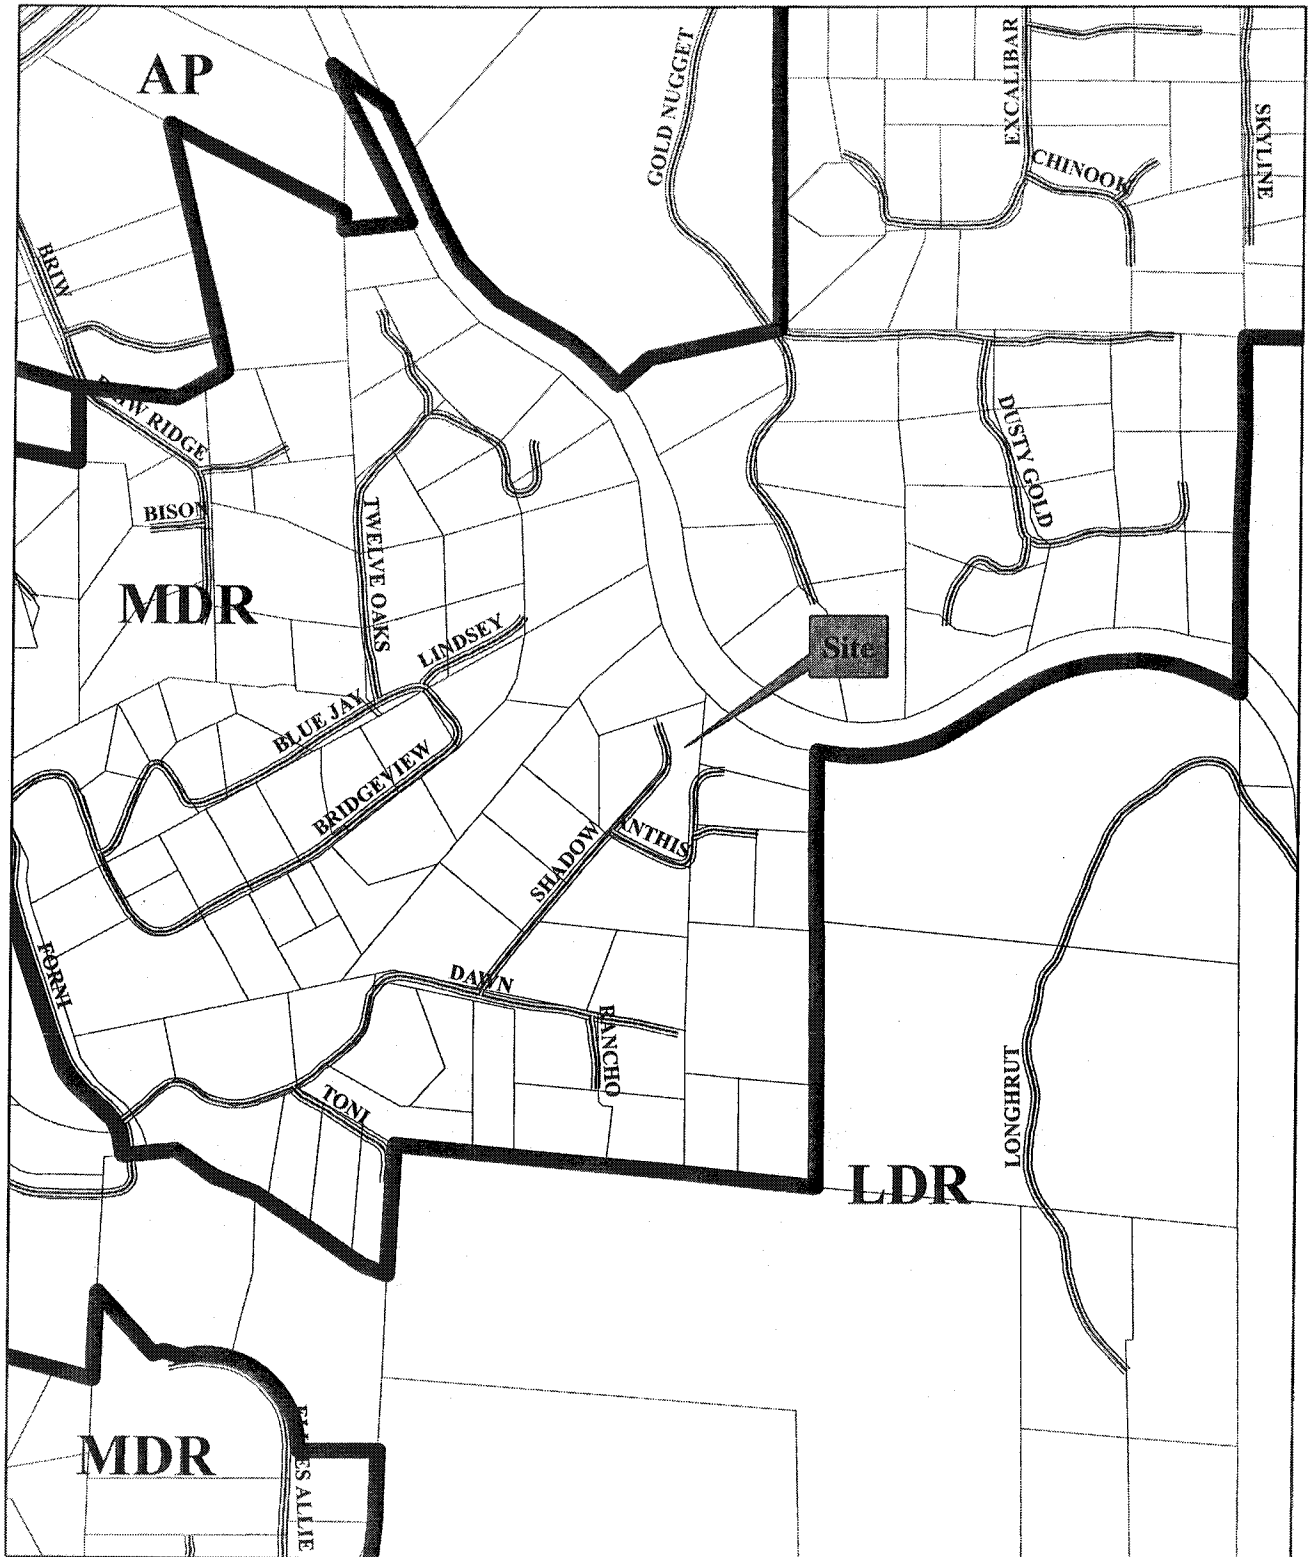 AP
GOLD NUGGET
EXCALIBAR
SKYLINE
CHINOOK
BRIW
RIDGE
DUSTY GOLD
BISON
TWELVE OAKS
MDR
LINDSEY
Site
BLUE JAY
BRIDGEVIEW
SHADOW
FORNI
DAWN
RANCHO
LONGHRUT
TONI
LDR
MDR
ALLIE